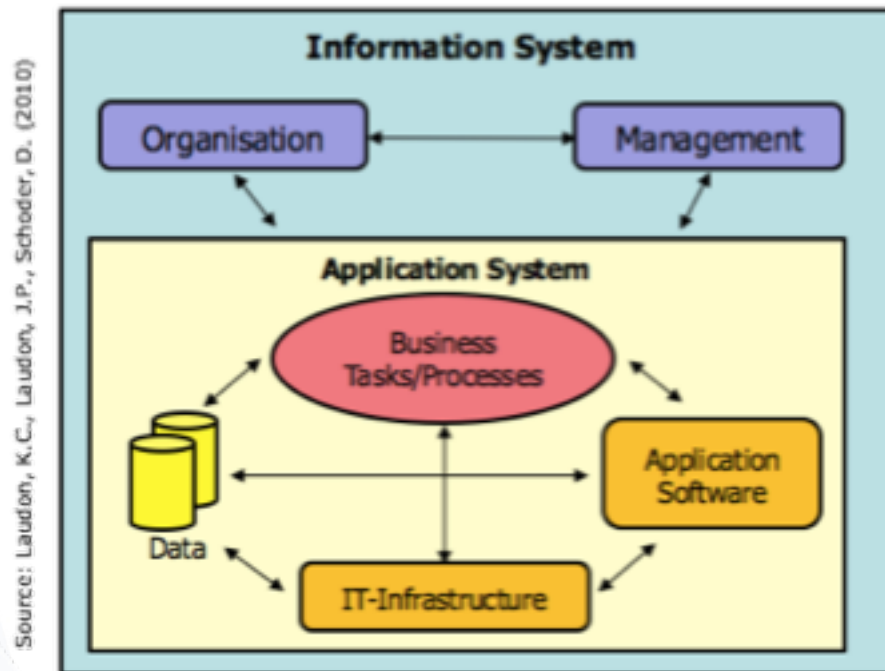 Information System
Organisation
Management
Application System
Business
Tasks/Processes
Application
Software
Data
IT-Infrastructure
Source: Laudon, K.C., Laudon, J.P., Schoder, D. (2010)